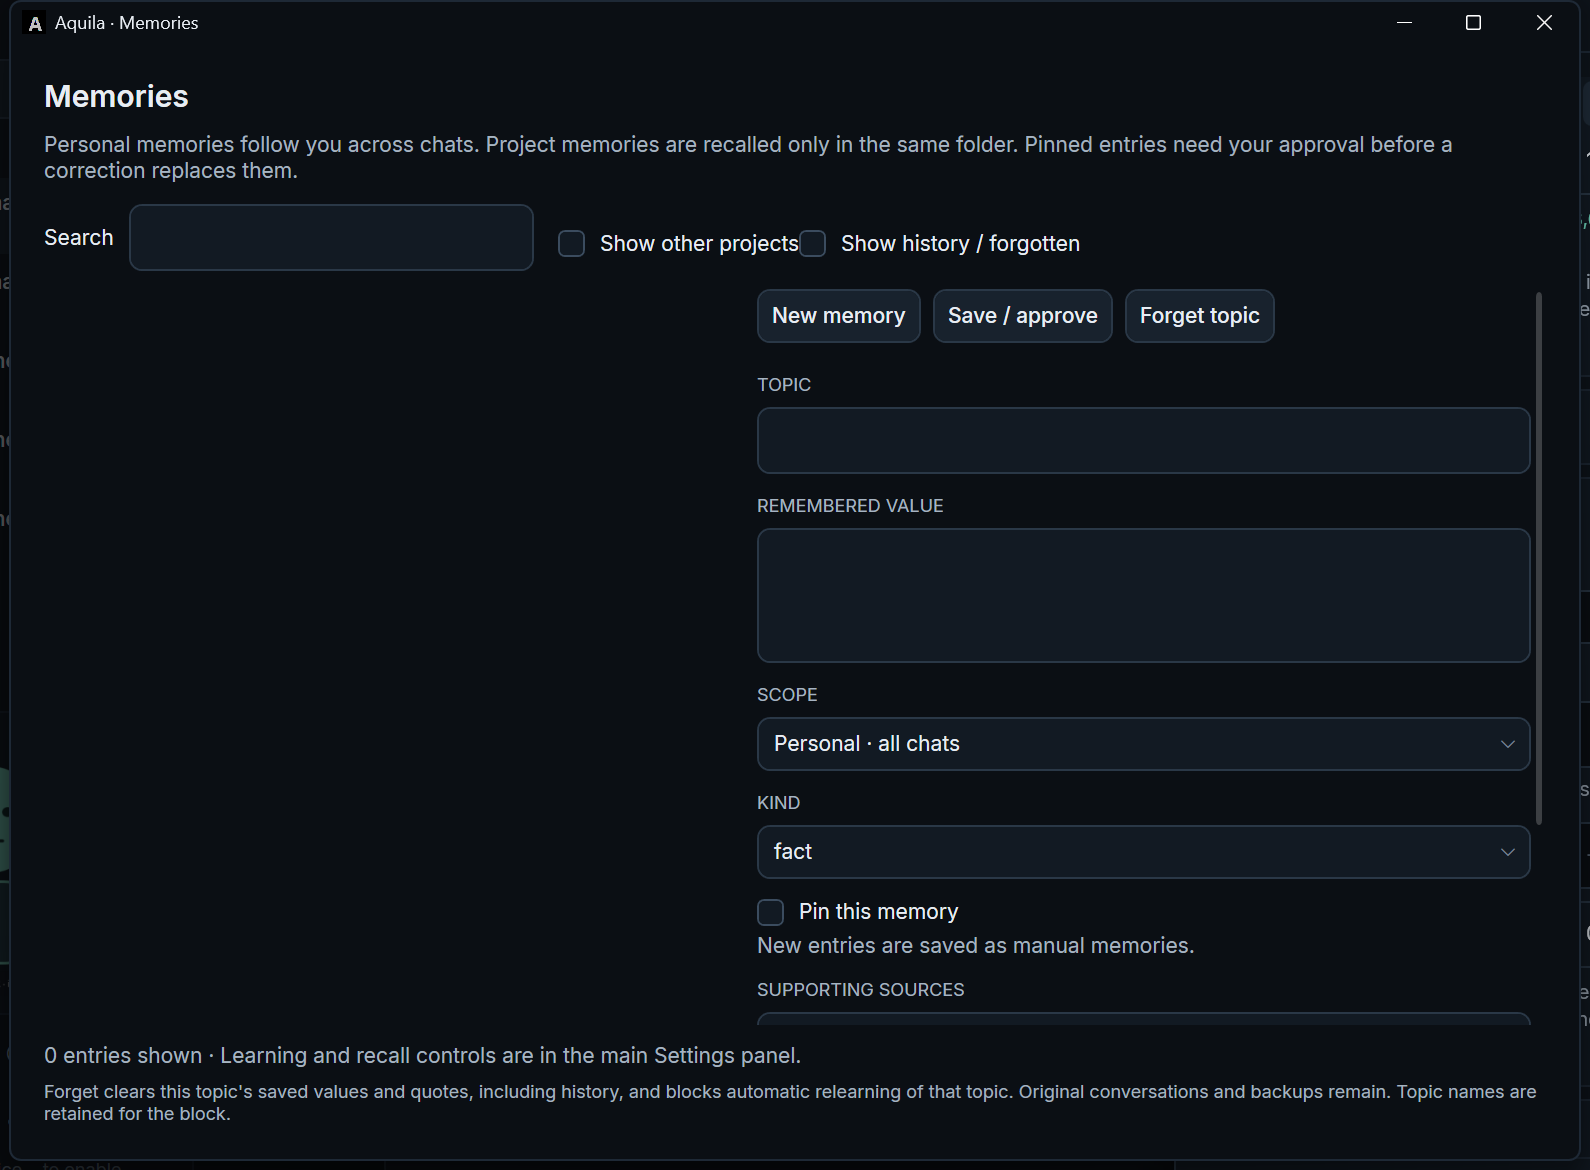 A Aquila · Memories
Memories
Personal memories follow you across chats. Project memories are recalled only in the same folder. Pinned entries need your approval before a
correction replaces them.
Search
Show other projects
Show history / forgotten
New memory
Save / approve
Forget topic
TOPIC
REMEMBERED VALUE
SCOPE
Personal · all chats
KIND
fact
Pin this memory
New entries are saved as manual memories.
SUPPORTING SOURCES
0 entries shown · Learning and recall controls are in the main Settings panel.
Forget clears this topic's saved values and quotes, including history, and blocks automatic relearning of that topic. Original conversations and backups remain. Topic names are
retained for the block.